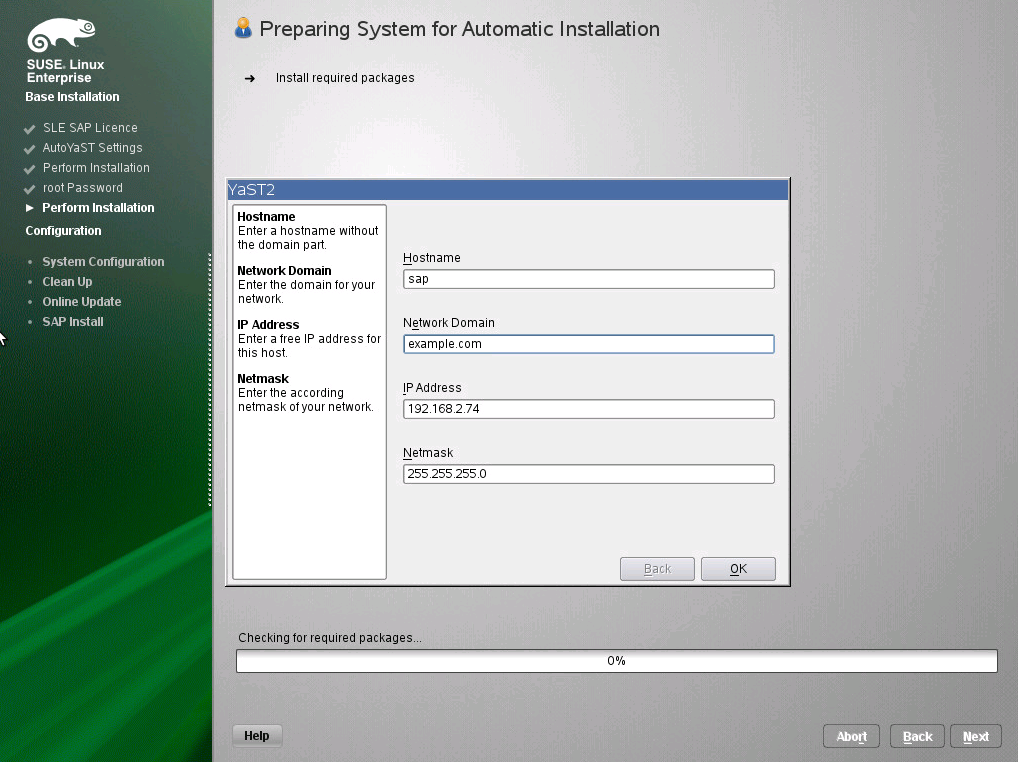 SUSE. Linux
Enterprise
Base Installation
SLE SAP Licence
AutoYaST Settings
Perform Installation
root Password
Perform Installation
Configuration
System Configuration
Clean Up
Online Update
SAP Install
Preparing System for Automatic Installation
Install required packages
YaST2
Hostname
Enter a hostname without
the domain part.
Network Domain
Enter the domain for your
network.
IP Address
Enter a free IP address for
this host.
Netmask
Enter the according
netmask of your network.
Hostname
sap
Network Domain
example.com
IP Address
192.168.2.74
Netmask
255.255.255.0
Back
OK
Checking for required packages...
0%
Help
Abort
Back
Next